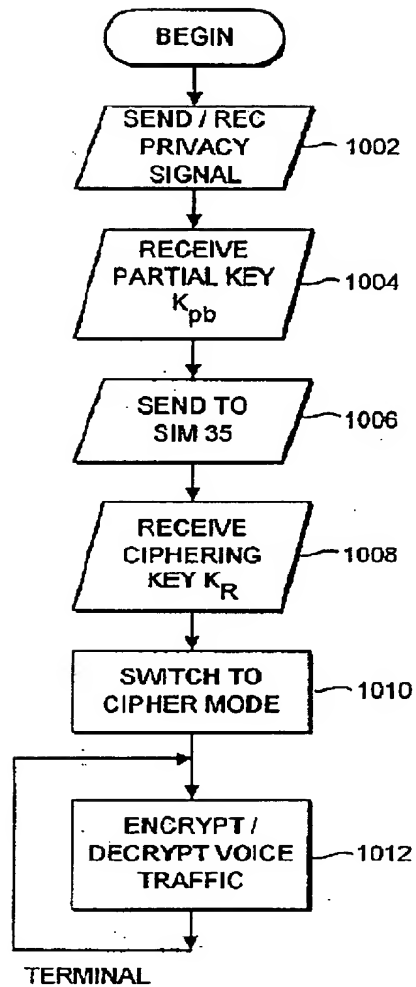 BEGIN
SEND / REC
PRIVACY
SIGNAL
1002
RECEIVE
PARTIAL KEY
Kpb
1004
SEND TO
SIM 35
1006
RECEIVE
CIPHERING
KEY KR
1008
SWITCH TO
CIPHER MODE
1010
ENCRYPT /
DECRYPT VOICE
TRAFFIC
1012
TERMINAL